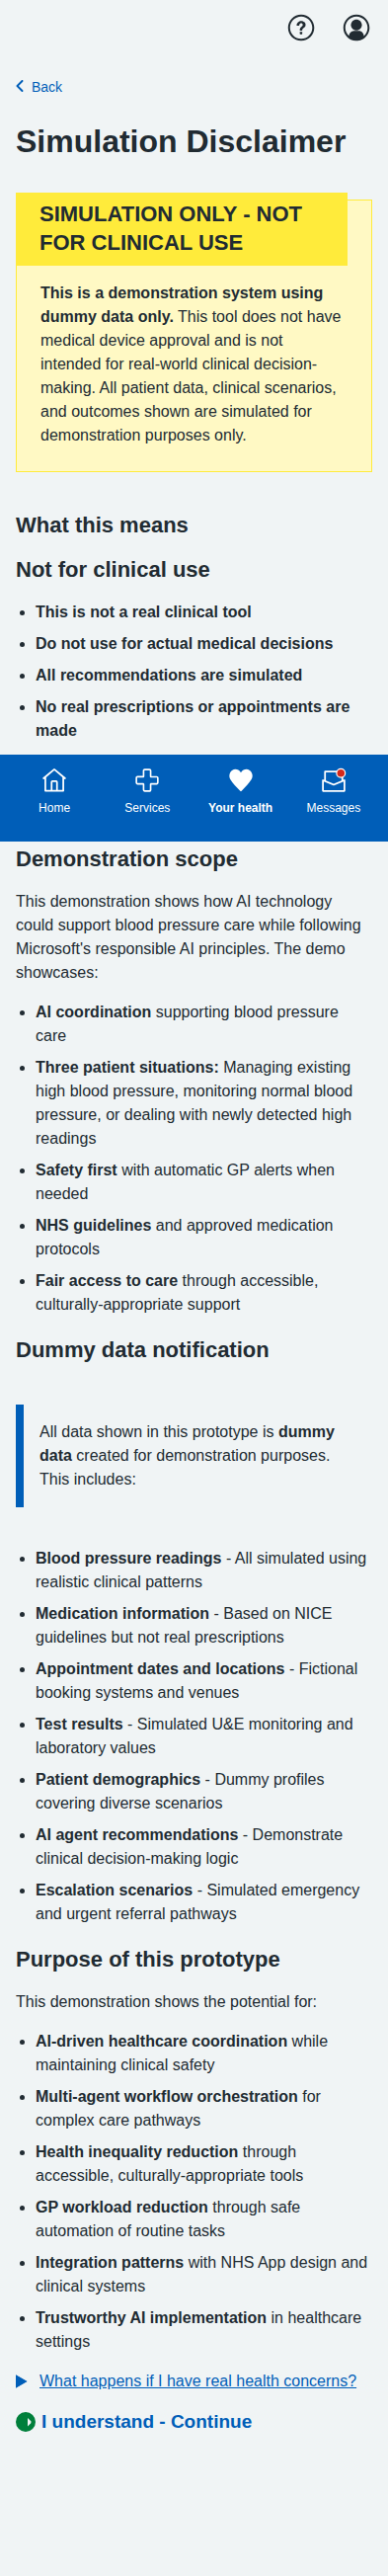 Back
Simulation Disclaimer
SIMULATION ONLY - NOT
FOR CLINICAL USE
This is a demonstration system using
dummy data only. This tool does not have
medical device approval and is not
intended for real-world clinical decision-
making. All patient data, clinical scenarios,
and outcomes shown are simulated for
demonstration purposes only.
What this means
Not for clinical use
This is not a real clinical tool
Do not use for actual medical decisions
All recommendations are simulated
No real prescriptions or appointments are
made
Home
Services
Your health
Messages
Demonstration scope
This demonstration shows how AI technology
could support blood pressure care while following
Microsoft's responsible AI principles. The demo
showcases:
AI coordination supporting blood pressure
care
Three patient situations: Managing existing
high blood pressure, monitoring normal blood
pressure, or dealing with newly detected high
readings
Safety first with automatic GP alerts when
needed
NHS guidelines and approved medication
protocols
Fair access to care through accessible,
culturally-appropriate support
Dummy data notification
All data shown in this prototype is dummy
data created for demonstration purposes.
This includes:
Blood pressure readings - All simulated using
realistic clinical patterns
Medication information - Based on NICE
guidelines but not real prescriptions
Appointment dates and locations - Fictional
booking systems and venues
Test results - Simulated U&E monitoring and
laboratory values
Patient demographics - Dummy profiles
covering diverse scenarios
AI agent recommendations - Demonstrate
clinical decision-making logic
Escalation scenarios - Simulated emergency
and urgent referral pathways
Purpose of this prototype
This demonstration shows the potential for:
AI-driven healthcare coordination while
maintaining clinical safety
Multi-agent workflow orchestration for
complex care pathways
Health inequality reduction through
accessible, culturally-appropriate tools
GP workload reduction through safe
automation of routine tasks
Integration patterns with NHS App design and
clinical systems
Trustworthy AI implementation in healthcare
settings
What happens if I have real health concerns?
I understand - Continue